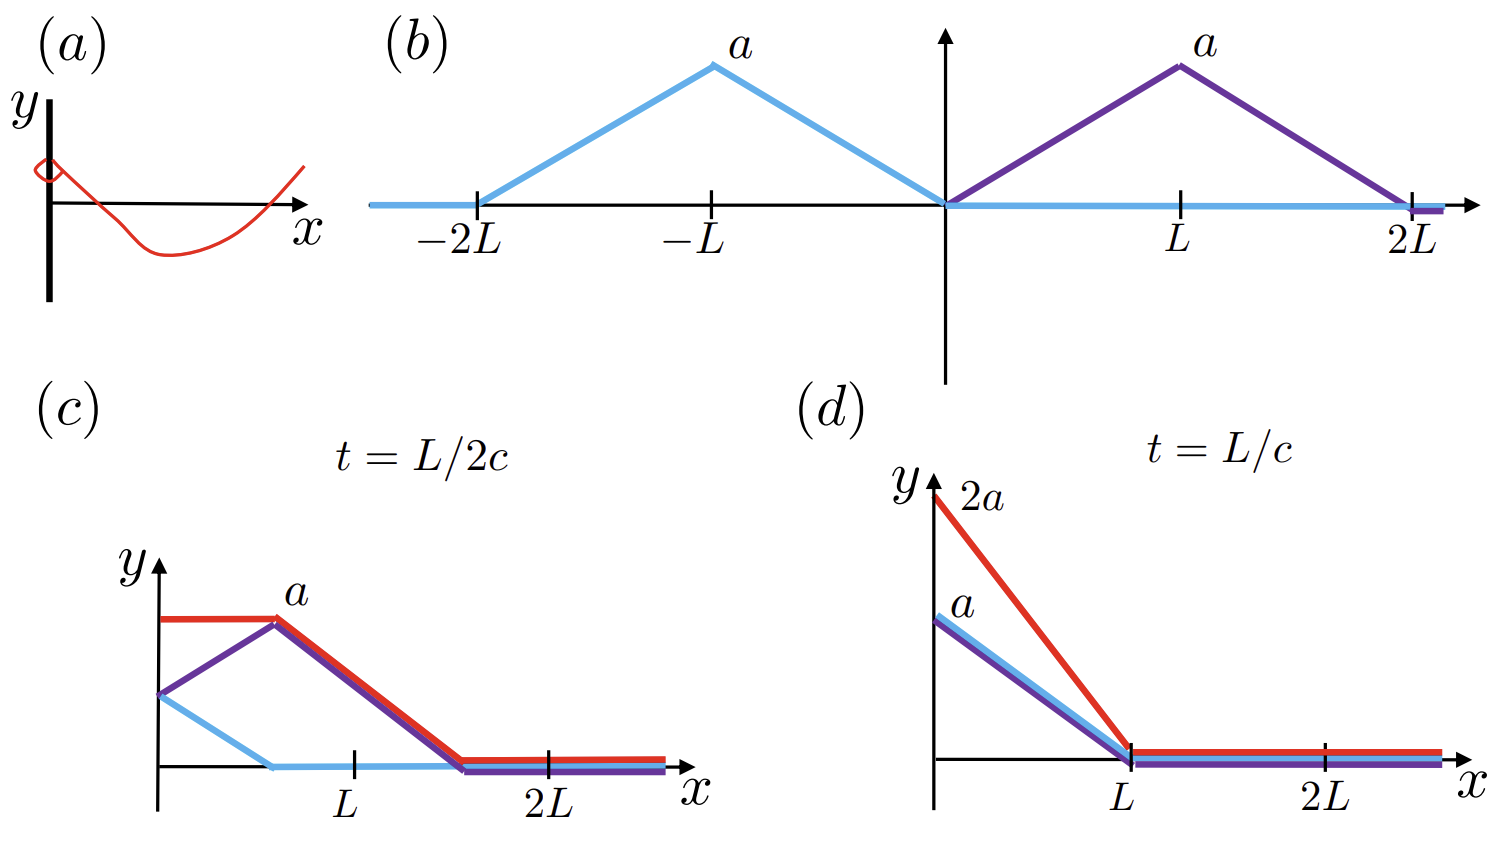 (a)
y
x
(b)
a
a
−2L
−L
L
2L
(c)
t = L/2c
y
a
L
2L
x
(d)
t = L/c
y
2a
a
L
2L
x